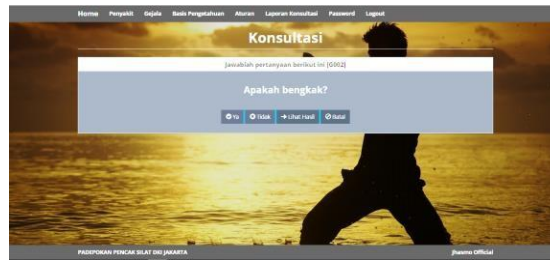 Home Penyakit Gejala Basis Pengetahuan Aturan Laporan Konsultasi Password Logout
Konsultasi
Jawablah pertanyaan berikut ini [G002]
Apakah bengkak?
Ya Tidak Lihat Hasil Batal
PADEPOKAN PENCAK SILAT DKI JAKARTA
Jhasmo Official